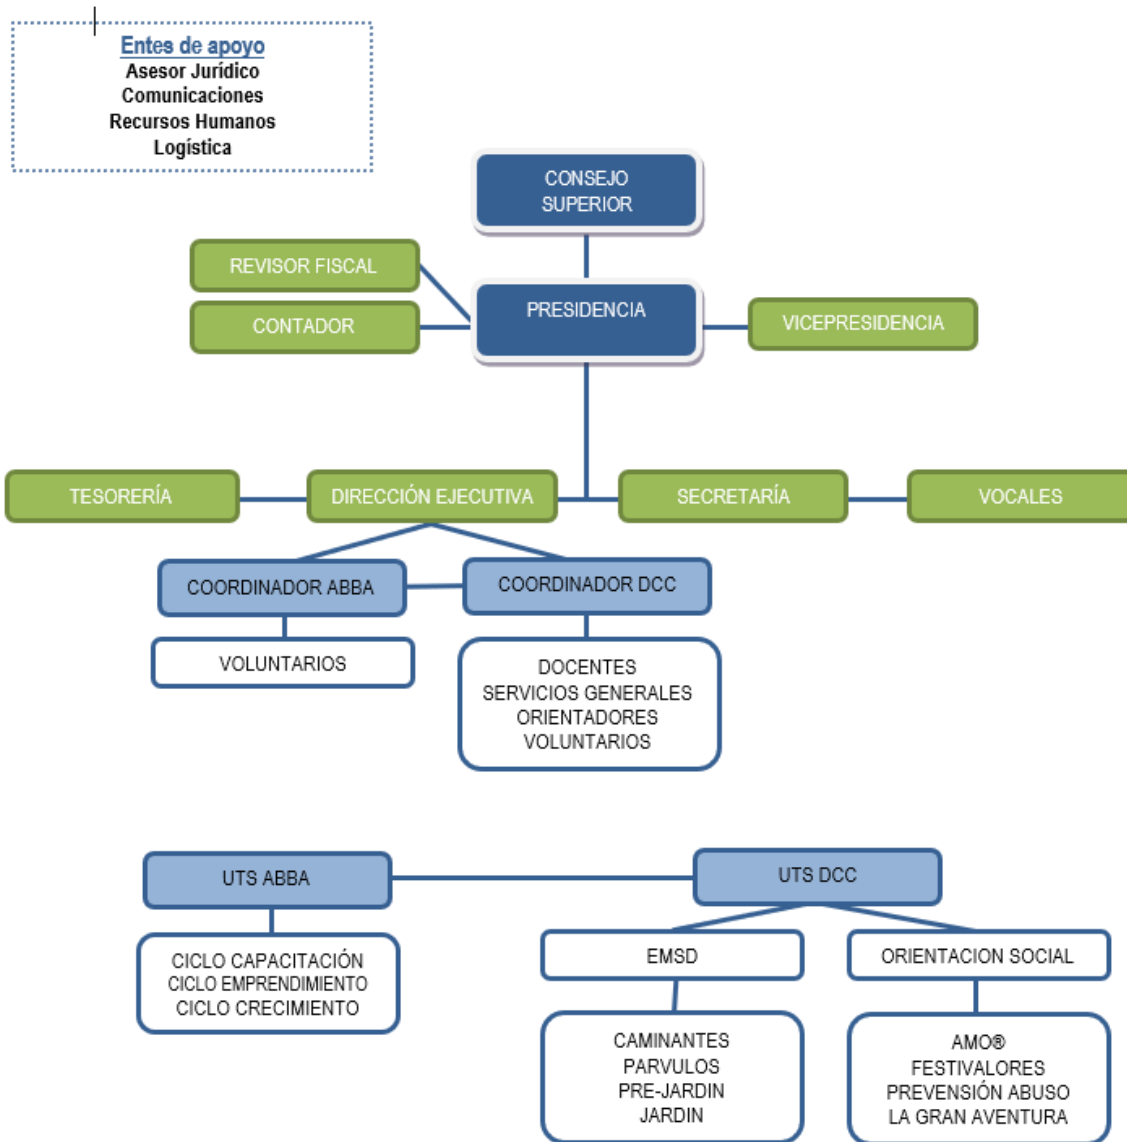 Entes de apoyo
Asesor Jurídico
Comunicaciones
Recursos Humanos
Logística
CONSEJO
SUPERIOR
REVISOR FISCAL
CONTADOR
PRESIDENCIA
VICEPRESIDENCIA
TESORERÍA
DIRECCIÓN EJECUTIVA
SECRETARÍA
VOCALES
COORDINADOR ABBA
COORDINADOR DCC
VOLUNTARIOS
DOCENTES
SERVICIOS GENERALES
ORIENTADORES
VOLUNTARIOS
UTS ABBA
UTS DCC
CICLO CAPACITACIÓN
CICLO EMPRENDIMIENTO
CICLO CRECIMIENTO
EMSD
ORIENTACION SOCIAL
CAMINANTES
PARVULOS
PRE-JARDIN
JARDIN
AMO®
FESTIVALORES
PREVENSIÓN ABUSO
LA GRAN AVENTURA